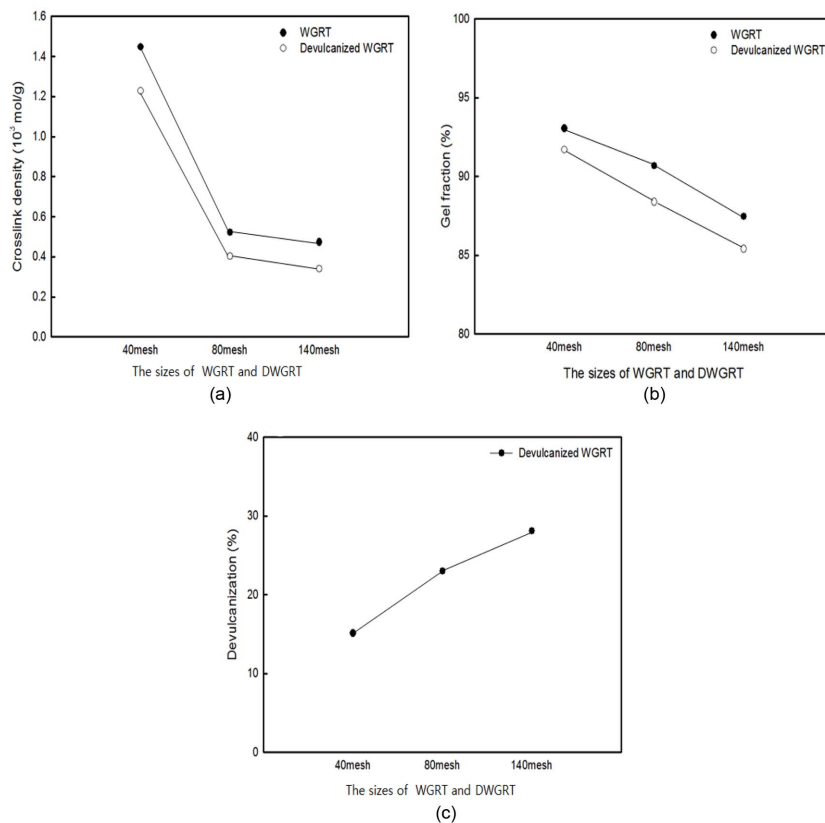 1.6
1.4
1.2
1.0
0.8
0.6
0.4
0.2
0.0
Crosslink density (10³ mol/g)
WGRT
Devulcanized WGRT
40mesh 80mesh 140mesh
The sizes of WGRT and DWGRT
(a)
100
95
90
85
80
Gel fraction (%)
WGRT
Devulcanized WGRT
40mesh 80mesh 140mesh
The sizes of WGRT and DWGRT
(b)
40
30
20
10
0
Devulcanization (%)
Devulcanized WGRT
40mesh 80mesh 140mesh
The sizes of WGRT and DWGRT
(c)